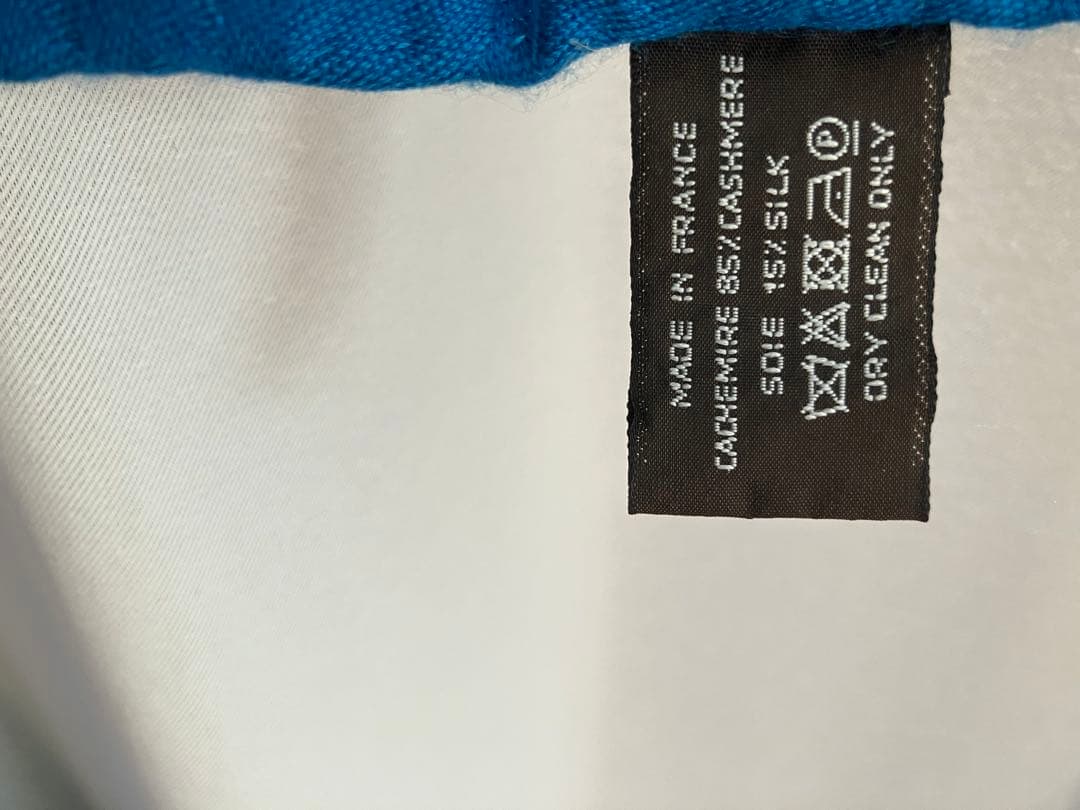 MADE IN FRANCE
CACHEMIRE 85% CASHMERE
SOIE 15% SILK
P
DRY CLEAN ONLY